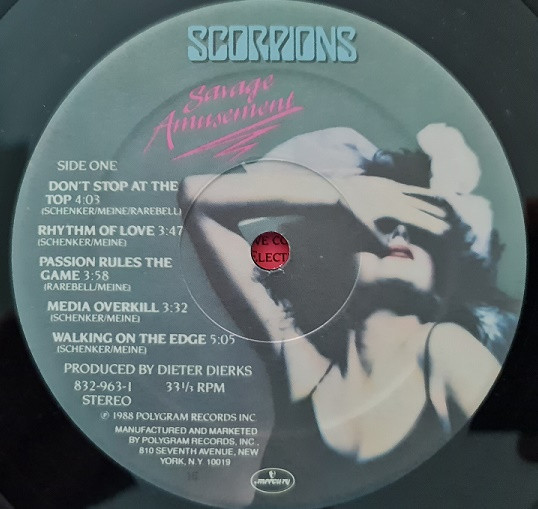 SCORPIONS
Savage
Amusement
SIDE ONE
DON'T STOP AT THE
TOP 4:03
(SCHENKER/MEINE/RAREBELL)
RHYTHM OF LOVE 3:47
(SCHENKER/MEINE)
PASSION RULES THE
GAME 3:58
(RAREBELL/MEINE)
MEDIA OVERKILL 3:32
(SCHENKER/MEINE)
WALKING ON THE EDGE 5:05
(SCHENKER/MEINE)
PRODUCED BY DIETER DIERKS
832-963-1 33 1/3 RPM
STEREO
℗ 1988 POLYGRAM RECORDS INC
MANUFACTURED AND MARKETED
BY POLYGRAM RECORDS, INC.,
810 SEVENTH AVENUE, NEW
YORK, N.Y. 10019
mercury